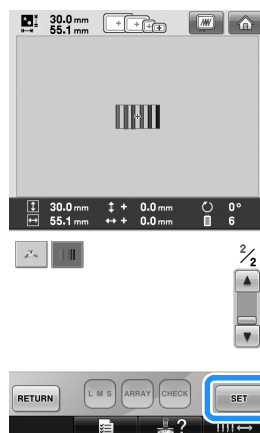 30.0 mm
55.1 mm
30.0 mm + 0.0 mm 0°
55.1 mm + 0.0 mm 6
2/2
RETURN L M S ARRAY CHECK SET
?